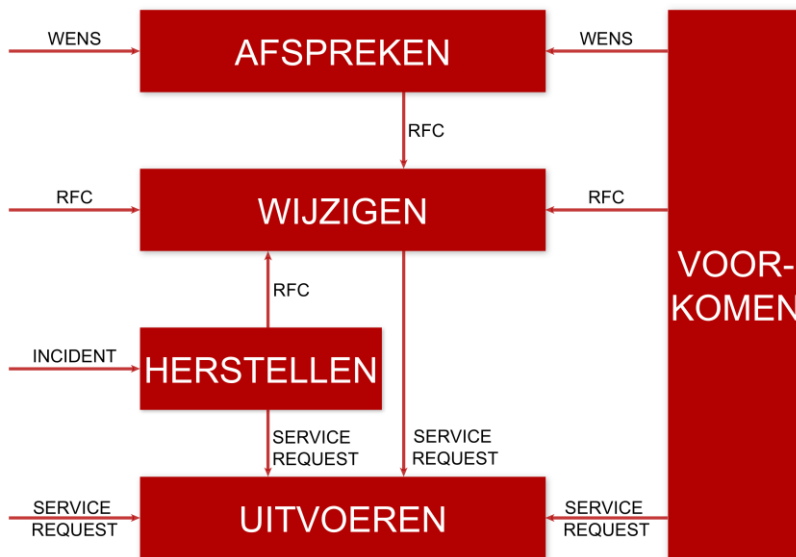 WENS
AFSPREKEN
WENS
RFC
RFC
WIJZIGEN
RFC
VOOR-
KOMEN
RFC
INCIDENT
HERSTELLEN
SERVICE
REQUEST
SERVICE
REQUEST
SERVICE
REQUEST
UITVOEREN
SERVICE
REQUEST